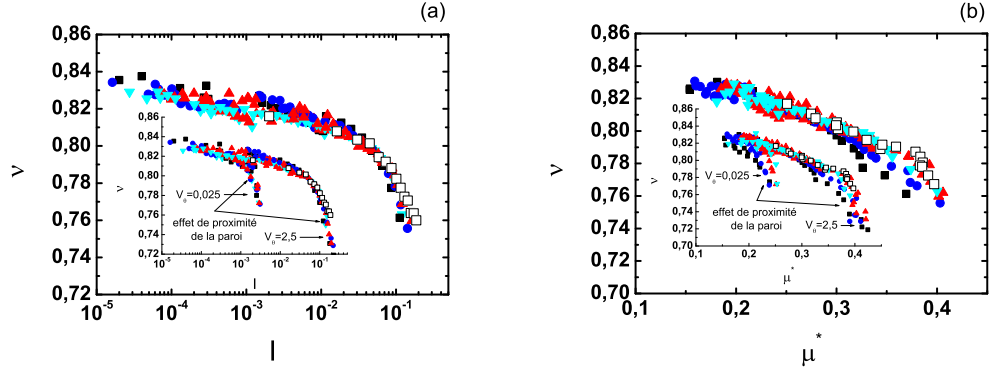 (a)
0,86
0,84
0,82
0,80
0,78
0,76
0,74
0,72
ν
10⁻⁵ 10⁻⁴ 10⁻³ 10⁻² 10⁻¹
I
0,86
0,84
0,82
0,80
0,78
0,76
0,74
0,72
ν
V_θ=0,025
effet de proximité
de la paroi
V_θ=2,5
10⁻⁵ 10⁻⁴ 10⁻³ 10⁻² 10⁻¹
I
(b)
0,86
0,84
0,82
0,80
0,78
0,76
0,74
0,72
0,70
ν
0,1 0,2 0,3 0,4
μ*
0,86
0,84
0,82
0,80
0,78
0,76
0,74
0,72
0,70
ν
V_θ=0,025
effet de proximité
de la paroi
V_θ=2,5
0,1 0,2 0,3 0,4
μ*